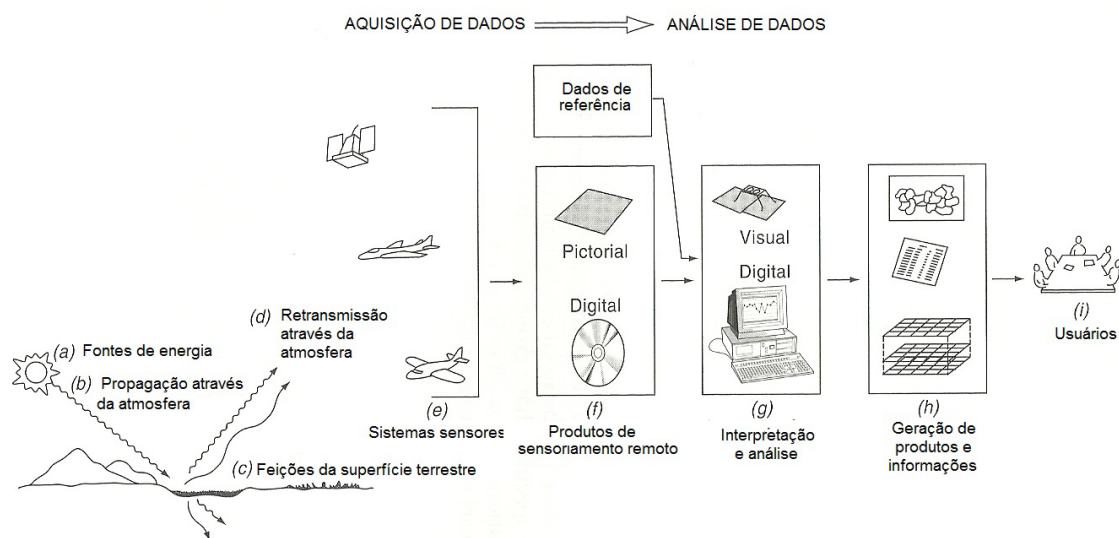 AQUISIÇÃO DE DADOS
ANÁLISE DE DADOS
Dados de
referência
Pictorial
Digital
Visual
Digital
(a) Fontes de energia
(b) Propagação através
da atmosfera
(c) Feições da superfície terrestre
(d) Retransmissão
através da
atmosfera
(e)
Sistemas sensores
(f)
Produtos de
sensoriamento remoto
(g)
Interpretação
e análise
(h)
Geração de
produtos e
informações
(i)
Usuários